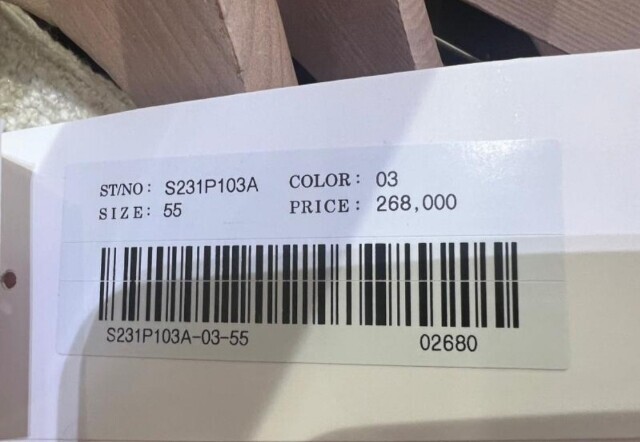 ST/NO: S231P103A COLOR: 03
SIZE: 55 PRICE: 268,000
S231P103A-03-55 02680